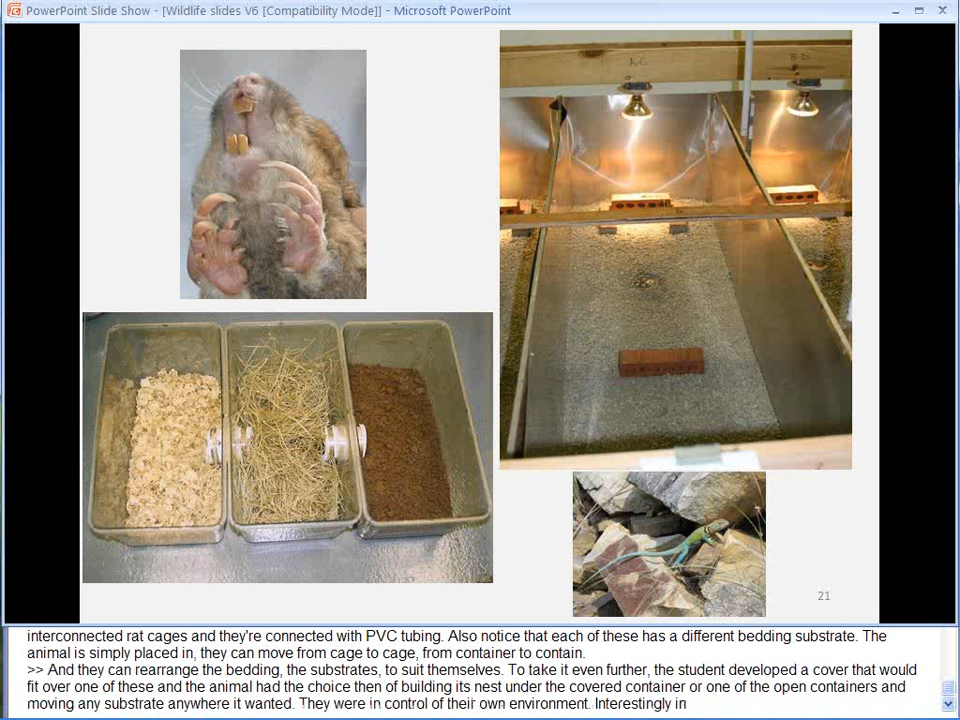 PowerPoint Slide Show - [Wildlife slides V6 [Compatibility Mode]] - Microsoft PowerPoint
A C
B D
21
interconnected rat cages and they're connected with PVC tubing. Also notice that each of these has a different bedding substrate. The
animal is simply placed in, they can move from cage to cage, from container to contain.
>> And they can rearrange the bedding, the substrates, to suit themselves. To take it even further, the student developed a cover that would
fit over one of these and the animal had the choice then of building its nest under the covered container or one of the open containers and
moving any substrate anywhere it wanted. They were in control of their own environment. Interestingly in